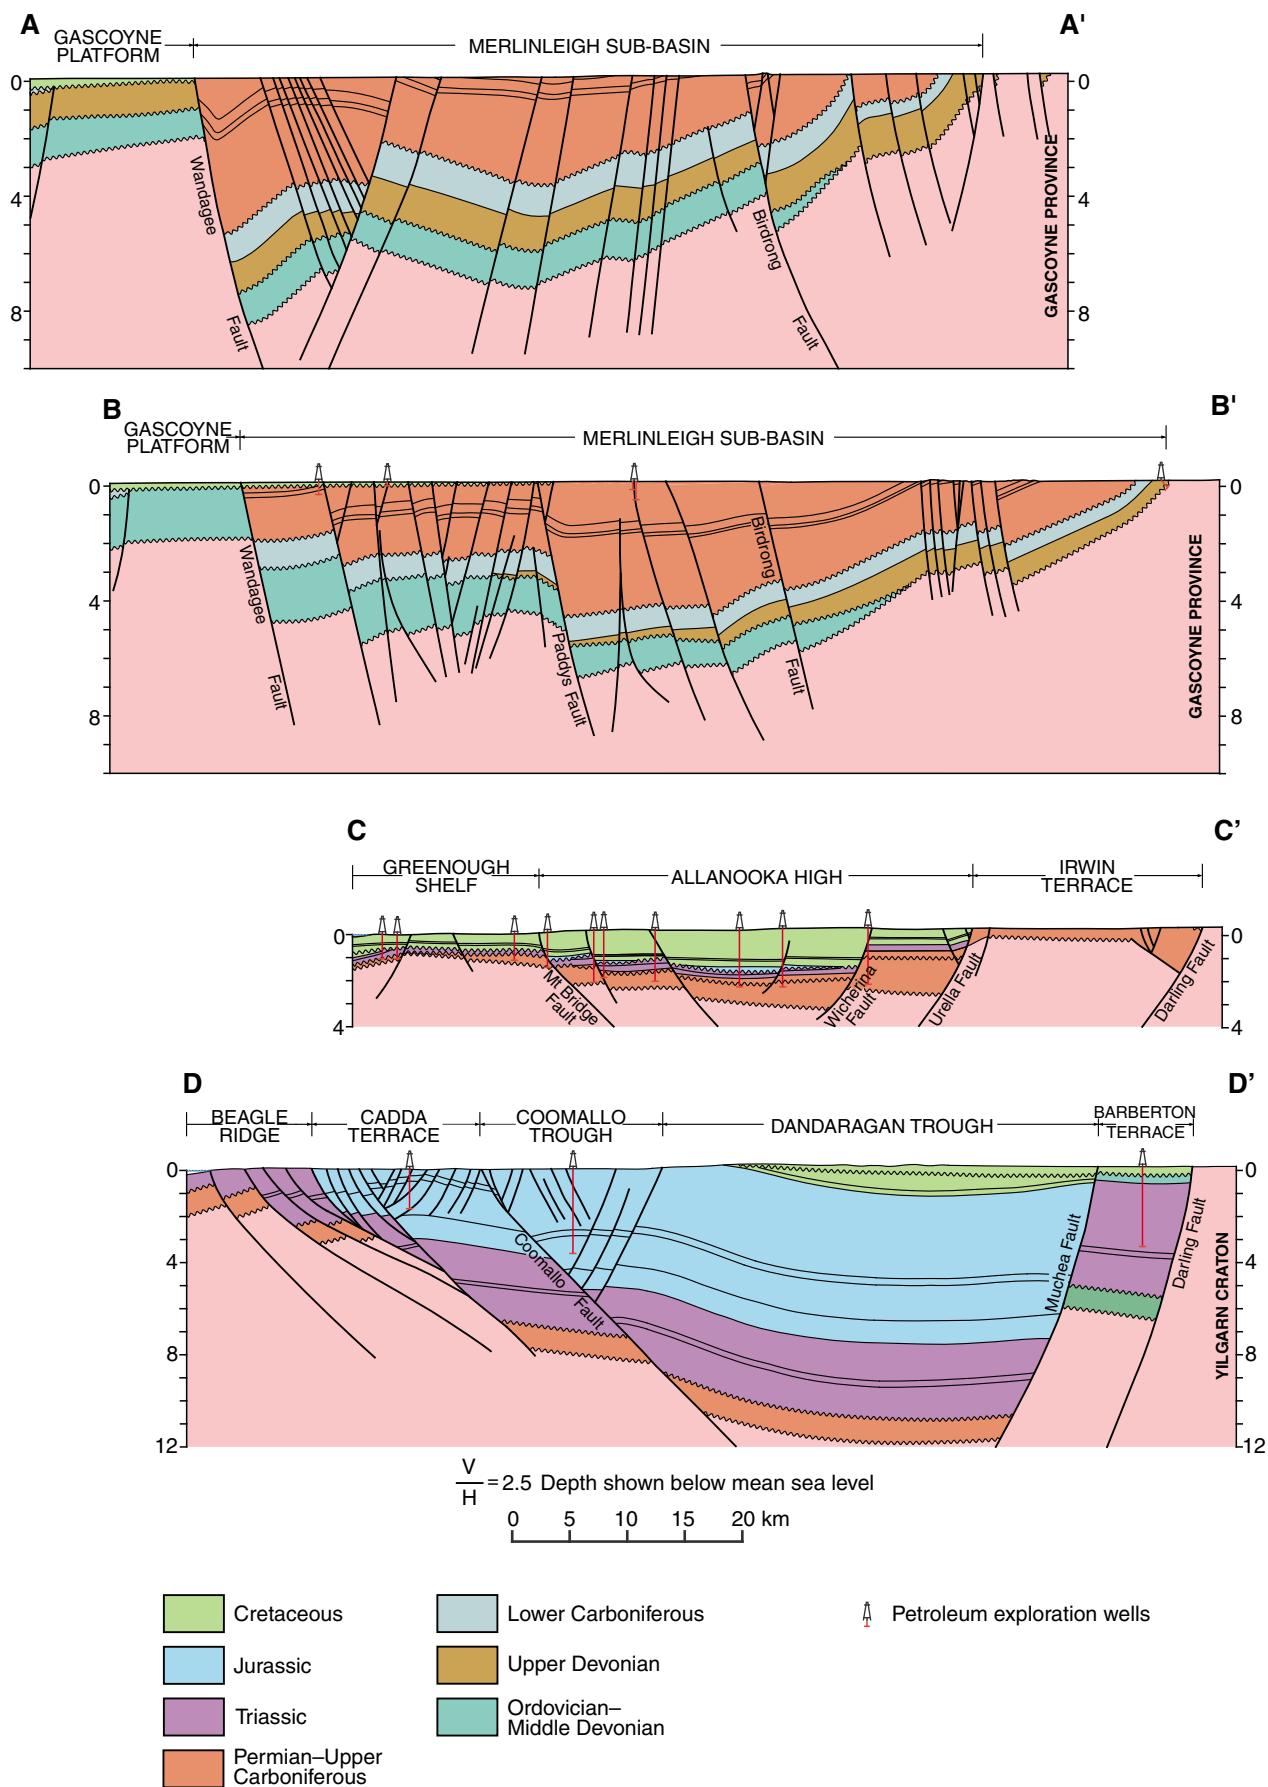 A
A'
GASCOYNE
PLATFORM
MERLINLEIGH SUB-BASIN
0
4
8
0
4
8
Wandagee
Fault
Birdrong
Fault
GASCOYNE PROVINCE
B
B'
GASCOYNE
PLATFORM
MERLINLEIGH SUB-BASIN
0
4
8
0
4
8
Wandagee
Fault
Paddys Fault
Birdrong
Fault
GASCOYNE PROVINCE
C
C’
GREENOUGH
SHELF
ALLANOOKA HIGH
IRWIN
TERRACE
0
4
0
4
Mt Bridge
Fault
Wicherina
Fault
Urella Fault
Darling Fault
D
D’
BEAGLE
RIDGE
CADDA
TERRACE
COOMALLO
TROUGH
DANDARAGAN TROUGH
BARBERTON
TERRACE
0
4
8
12
0
4
8
12
Coomallo
Fault
Muchea Fault
Darling Fault
YILGARN CRATON
V
H
= 2.5 Depth shown below mean sea level
0 5 10 15 20 km
Cretaceous
Jurassic
Triassic
Permian–Upper
Carboniferous
Lower Carboniferous
Upper Devonian
Ordovician–
Middle Devonian
Petroleum exploration wells